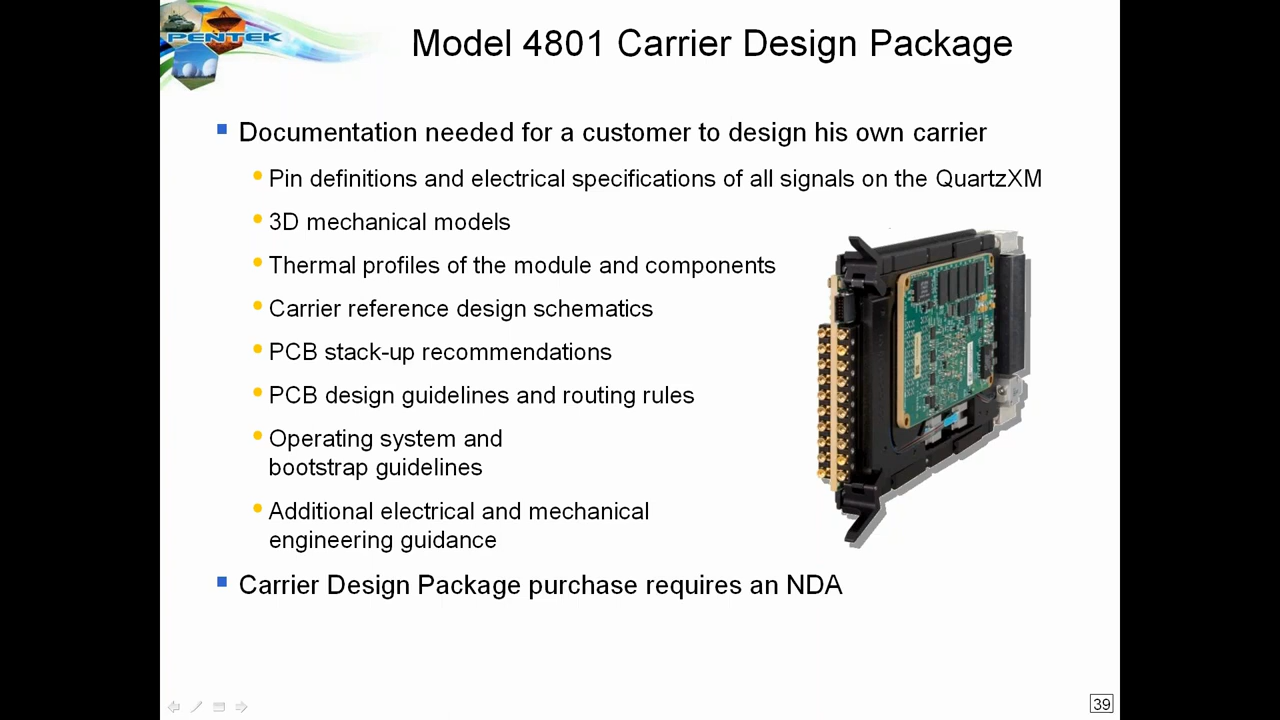 PENTEK
Model 4801 Carrier Design Package
Documentation needed for a customer to design his own carrier
Pin definitions and electrical specifications of all signals on the QuartzXM
3D mechanical models
Thermal profiles of the module and components
Carrier reference design schematics
PCB stack-up recommendations
PCB design guidelines and routing rules
Operating system and
bootstrap guidelines
Additional electrical and mechanical
engineering guidance
Carrier Design Package purchase requires an NDA
39